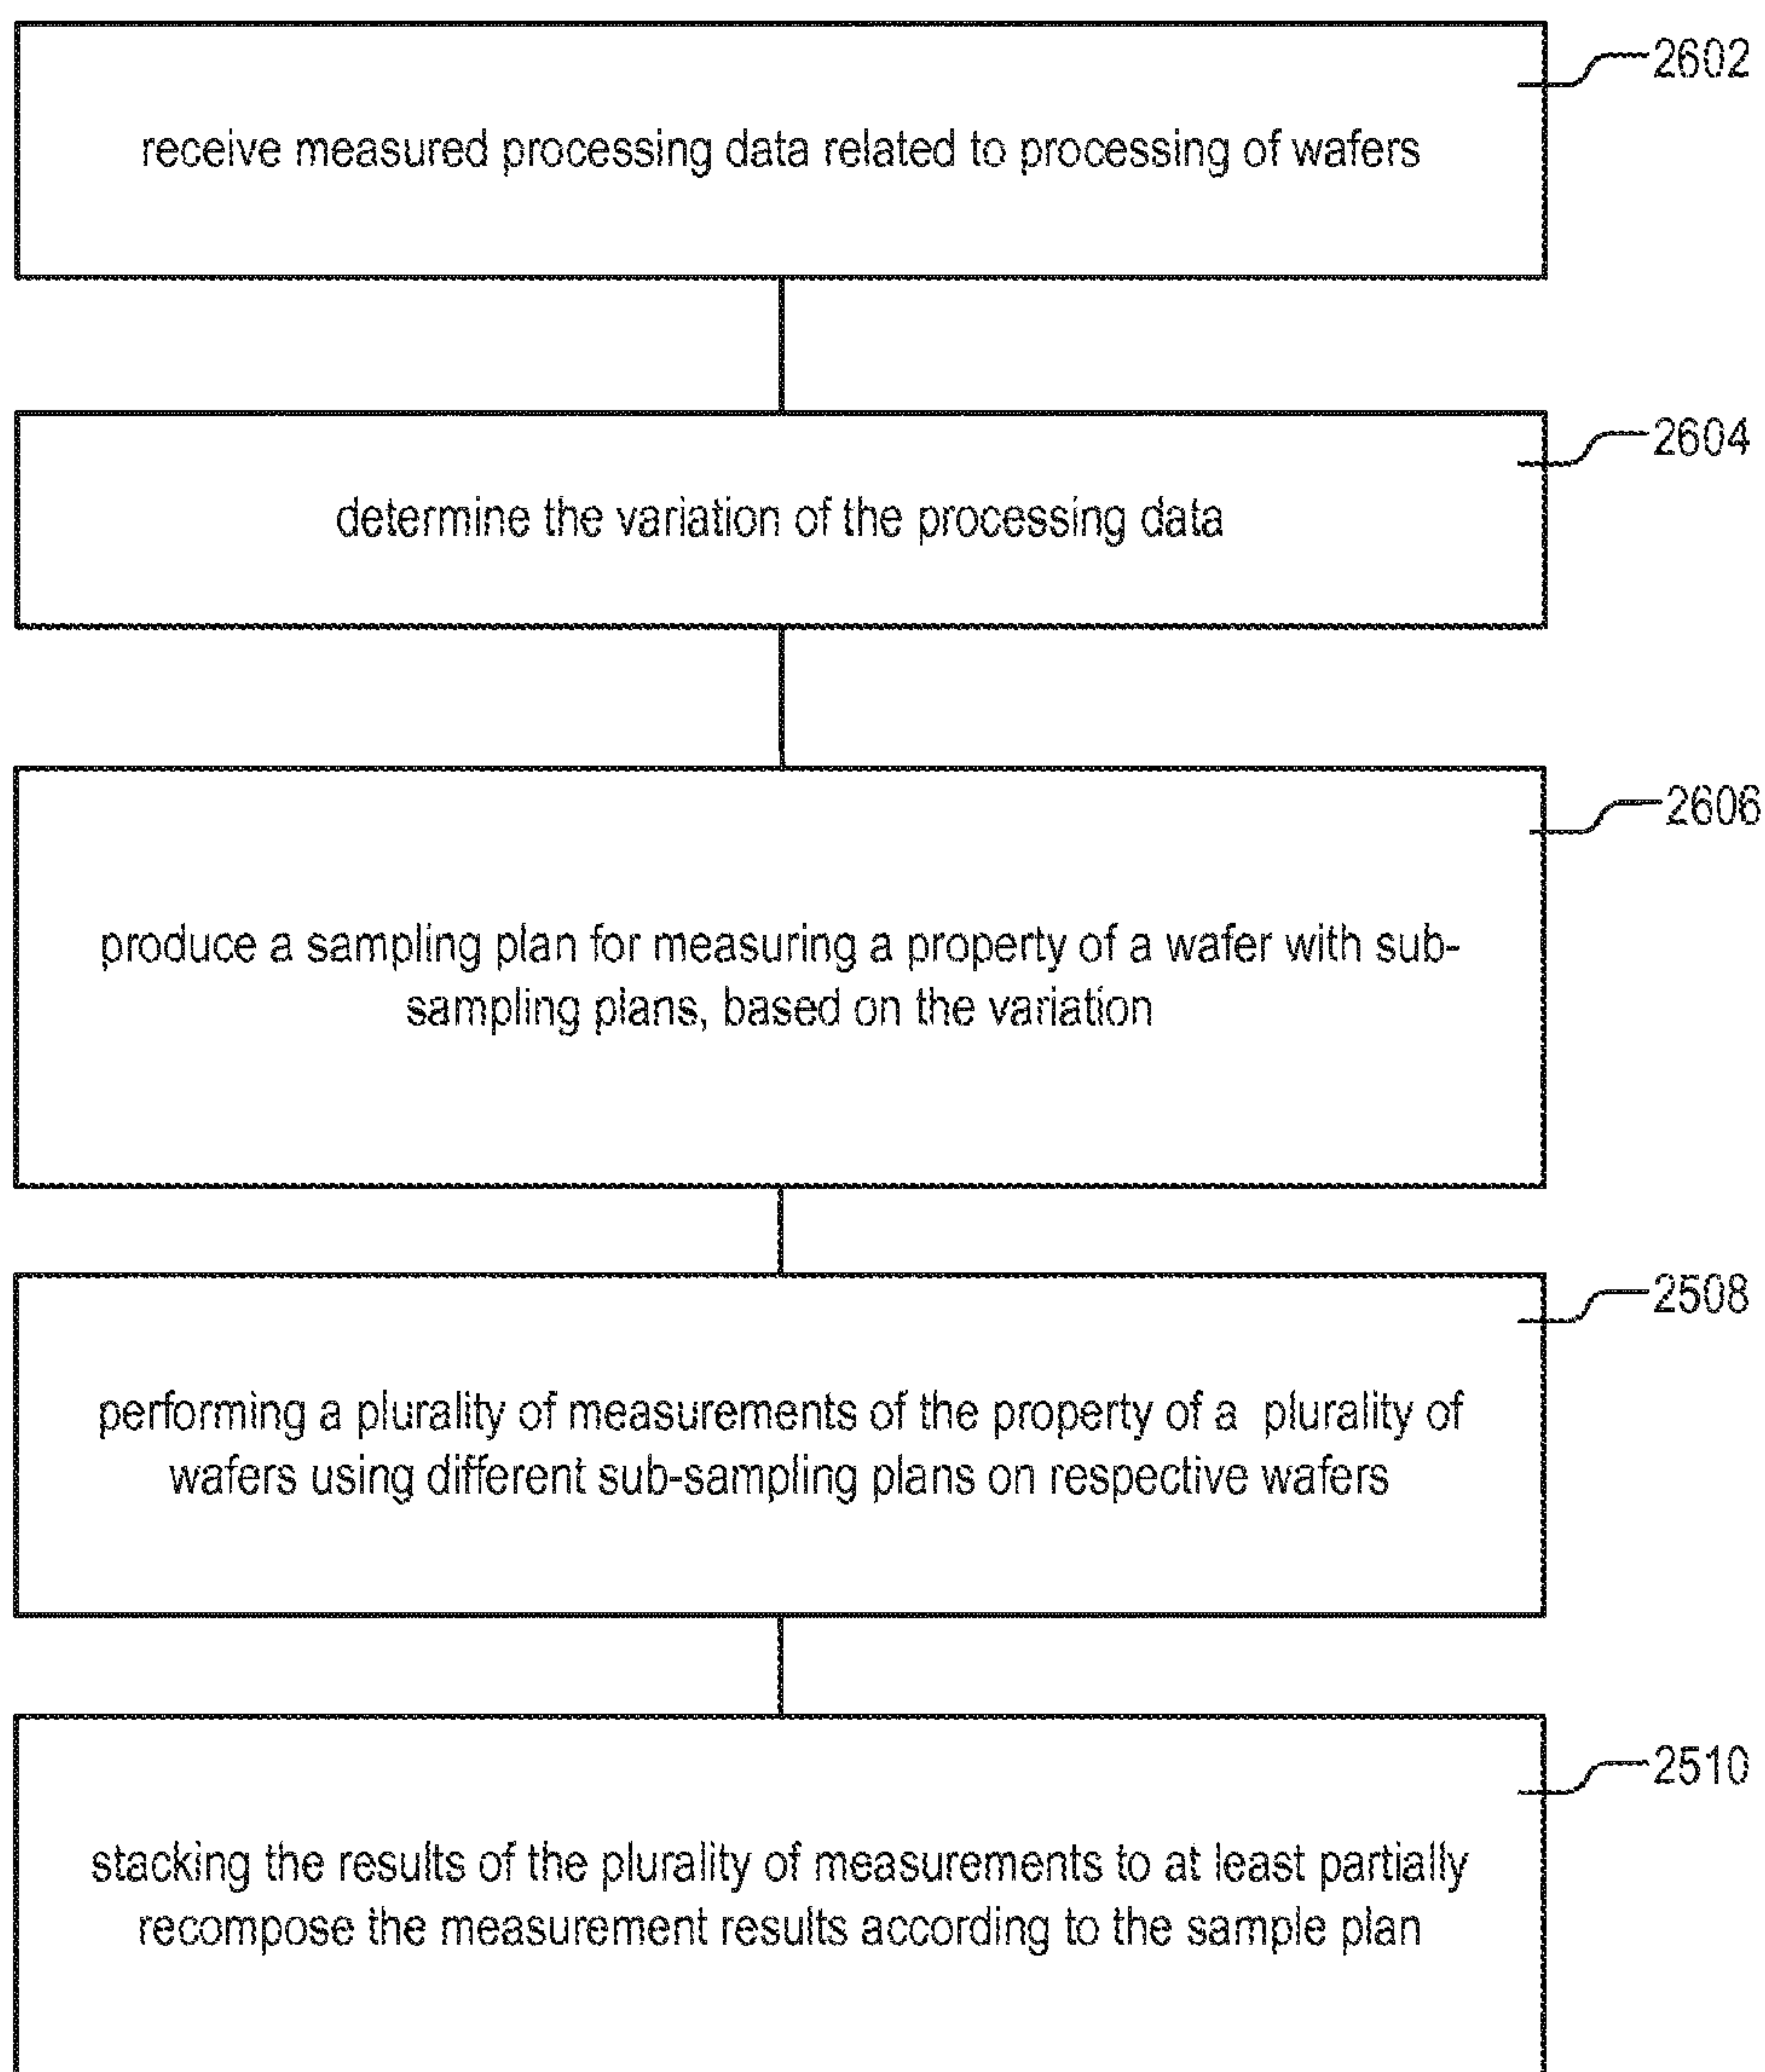 2602
receive measured processing data related to processing of wafers
2604
determine the variation of the processing data
2606
produce a sampling plan for measuring a property of a wafer with sub-
sampling plans, based on the variation
2508
performing a plurality of measurements of the property of a plurality of
wafers using different sub-sampling plans on respective wafers
2510
stacking the results of the plurality of measurements to at least partially
recompose the measurement results according to the sample plan